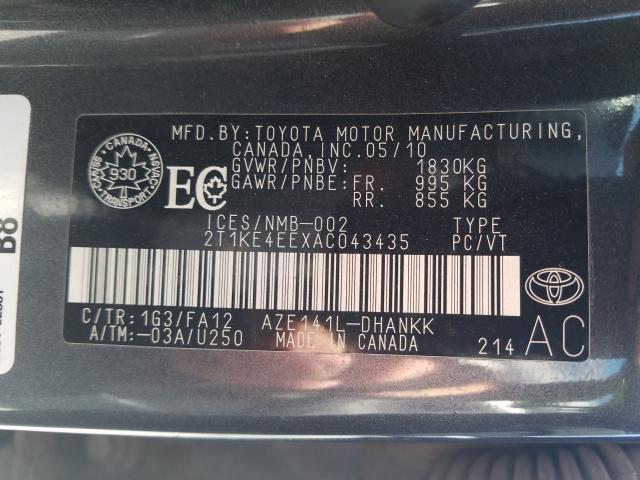 MFD.BY:TOYOTA MOTOR MANUFACTURING,
CANADA, INC.05/10
GVWR/PNBV: 1830KG
GAWR/PNBE: FR. 995 KG
RR. 855 KG
CANADA
930
TRANSPORT
EC
ICES/NMB-002 TYPE
2T1KE4EEXAC043435 PC/VT
C/TR: 1G3/FA12 AZE141L-DHANKK
A/TM:-03A/U250 MADE IN CANADA
214 AC
B8